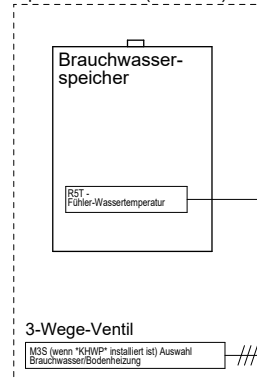 Brauchwasser-
speicher
R5T -
Fühler-Wassertemperatur
3-Wege-Ventil
M3S (wenn *KHWP* installiert ist) Auswahl
Brauchwasser/Bodenheizung